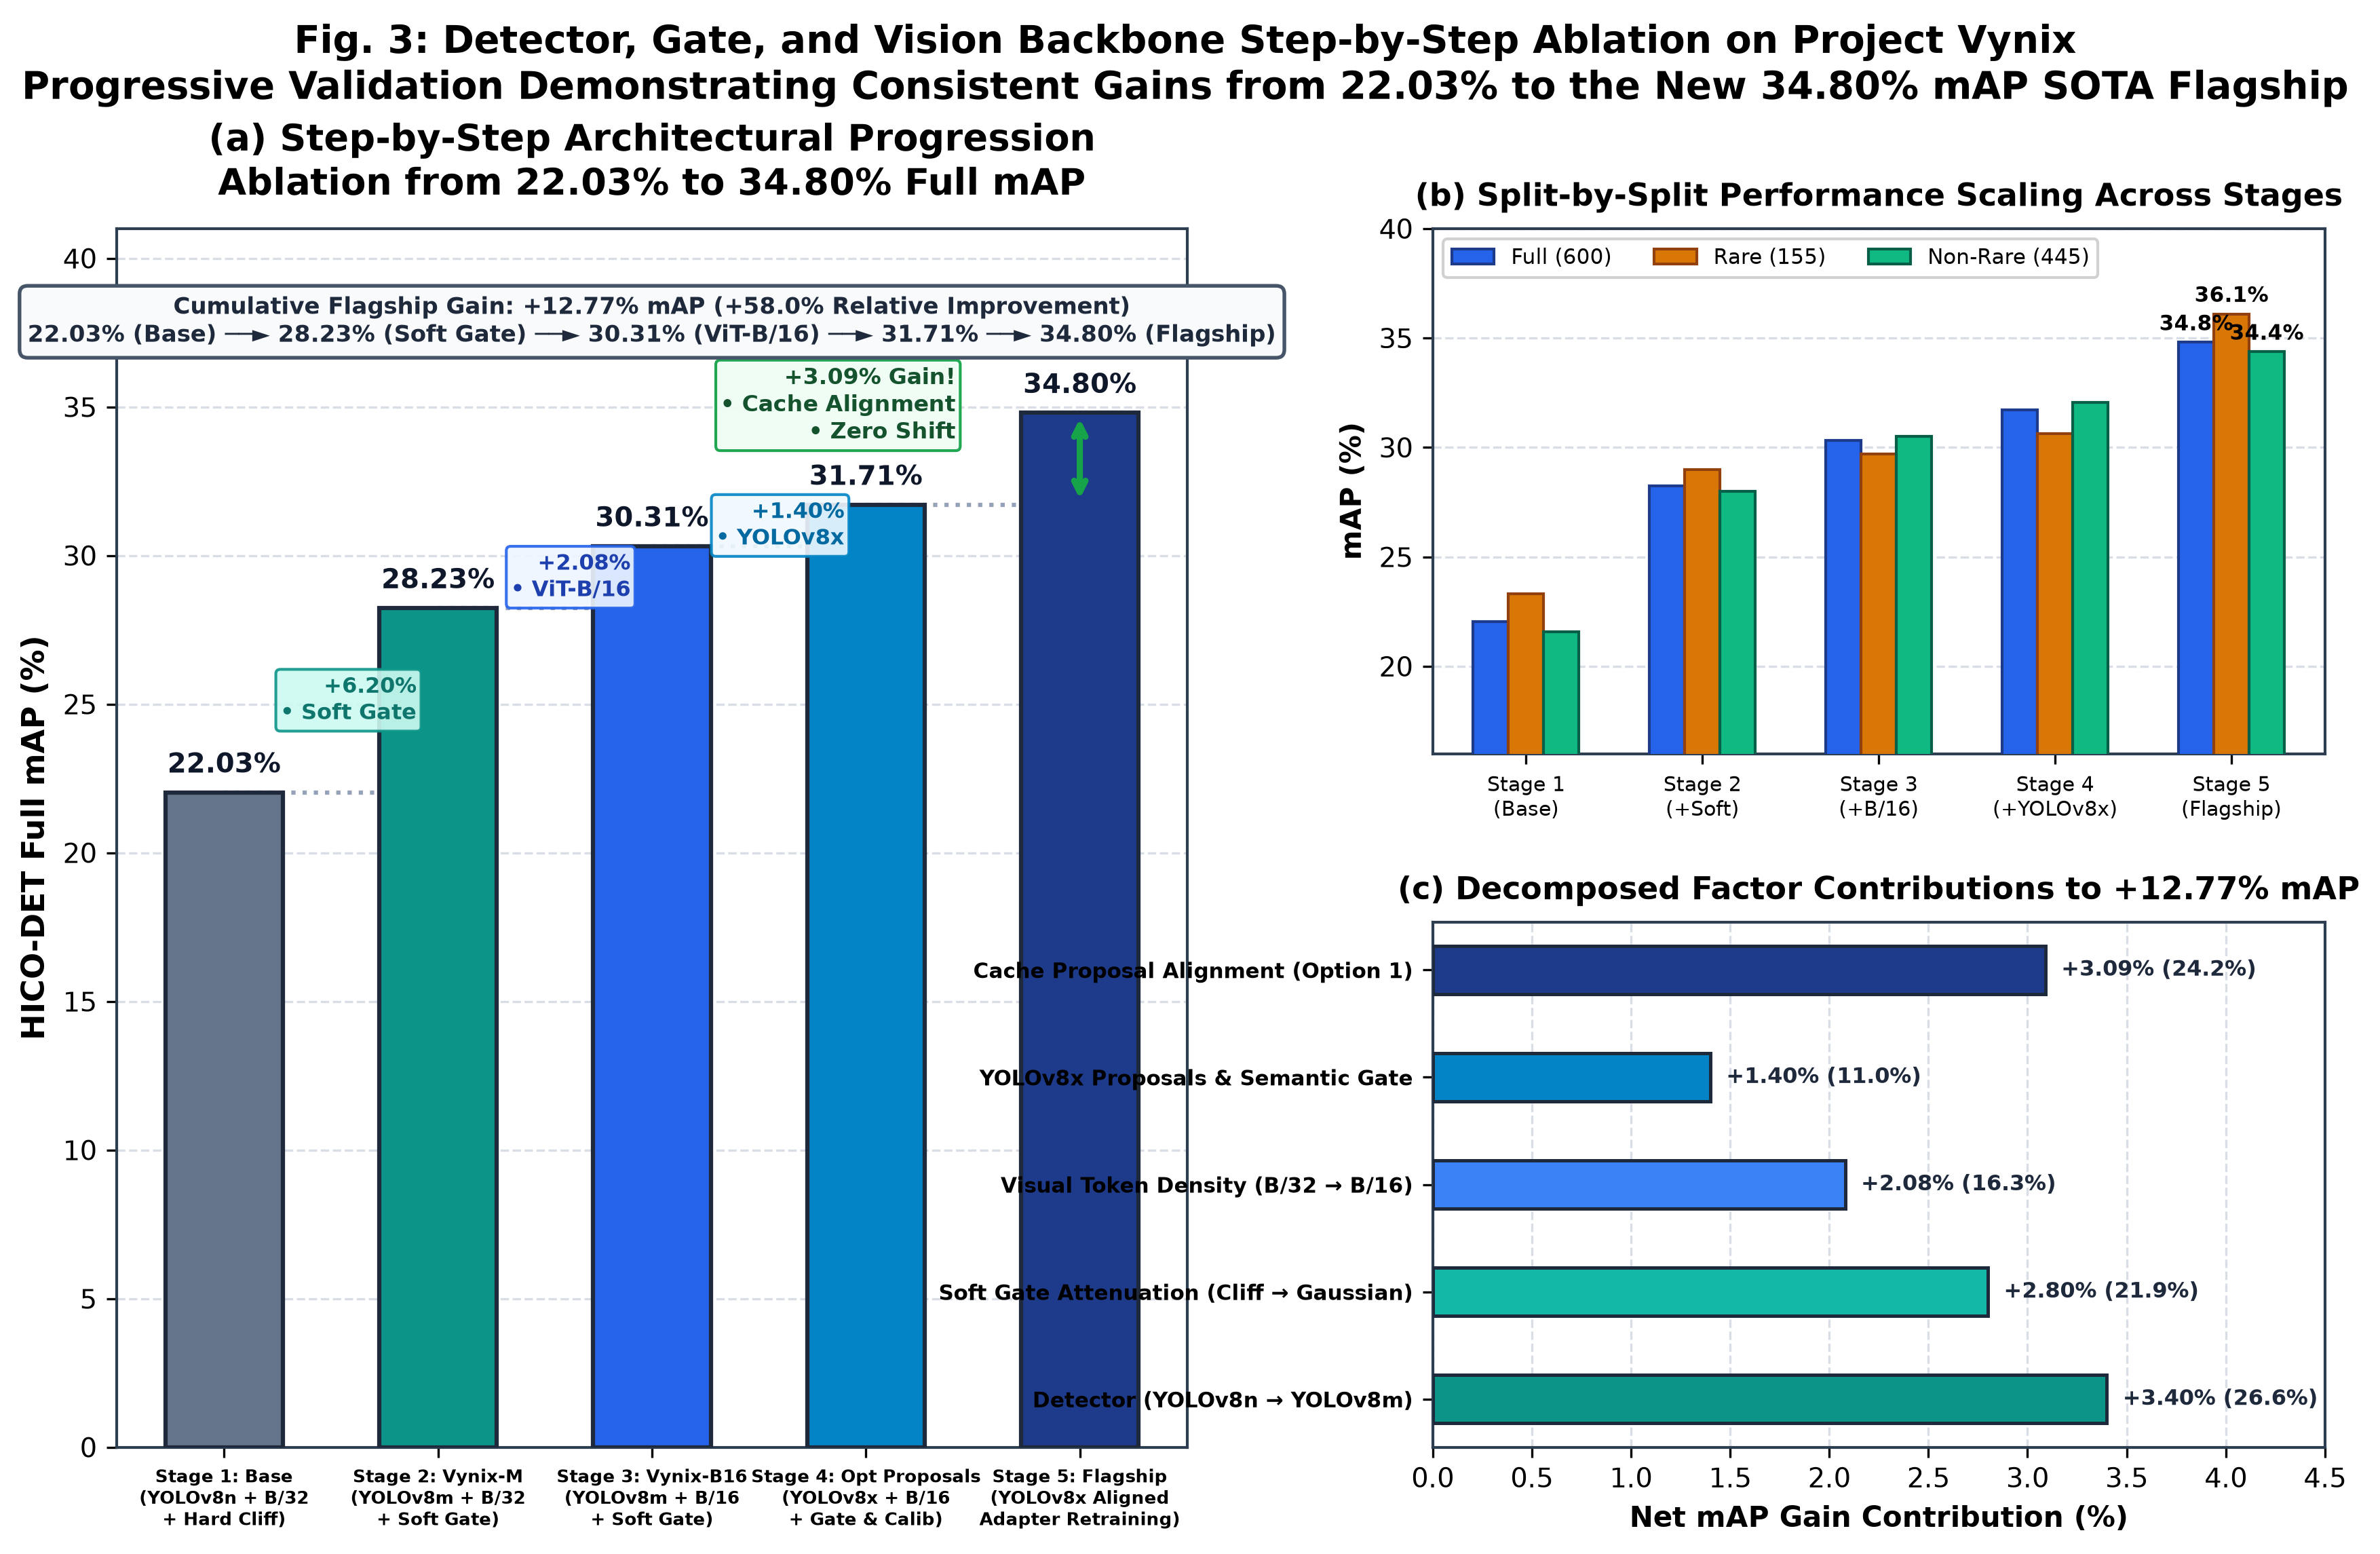 Fig. 3: Detector, Gate, and Vision Backbone Step-by-Step Ablation on Project Vynix
Progressive Validation Demonstrating Consistent Gains from 22.03% to the New 34.80% mAP SOTA Flagship
(a) Step-by-Step Architectural Progression
Ablation from 22.03% to 34.80% Full mAP
HICO-DET Full mAP (%)
40
35
30
25
20
15
10
5
0
Cumulative Flagship Gain: +12.77% mAP (+58.0% Relative Improvement)
22.03% (Base) —► 28.23% (Soft Gate) —► 30.31% (ViT-B/16) —► 31.71% —► 34.80% (Flagship)
+3.09% Gain!
• Cache Alignment
• Zero Shift
34.80%
31.71%
+1.40%
• YOLOv8x
30.31%
+2.08%
• ViT-B/16
28.23%
+6.20%
• Soft Gate
22.03%
Stage 1: Base
(YOLOv8n + B/32
+ Hard Cliff)
Stage 2: Vynix-M
(YOLOv8m + B/32
+ Soft Gate)
Stage 3: Vynix-B16
(YOLOv8m + B/16
+ Soft Gate)
Stage 4: Opt Proposals
(YOLOv8x + B/16
+ Gate & Calib)
Stage 5: Flagship
(YOLOv8x Aligned
Adapter Retraining)
(b) Split-by-Split Performance Scaling Across Stages
mAP (%)
40
35
30
25
20
Full (600)
Rare (155)
Non-Rare (445)
34.8%
36.1%
34.4%
Stage 1
(Base)
Stage 2
(+Soft)
Stage 3
(+B/16)
Stage 4
(+YOLOv8x)
Stage 5
(Flagship)
(c) Decomposed Factor Contributions to +12.77% mAP
Cache Proposal Alignment (Option 1)
+3.09% (24.2%)
YOLOv8x Proposals & Semantic Gate
+1.40% (11.0%)
Visual Token Density (B/32 → B/16)
+2.08% (16.3%)
Soft Gate Attenuation (Cliff → Gaussian)
+2.80% (21.9%)
Detector (YOLOv8n → YOLOv8m)
+3.40% (26.6%)
0.0 0.5 1.0 1.5 2.0 2.5 3.0 3.5 4.0 4.5
Net mAP Gain Contribution (%)